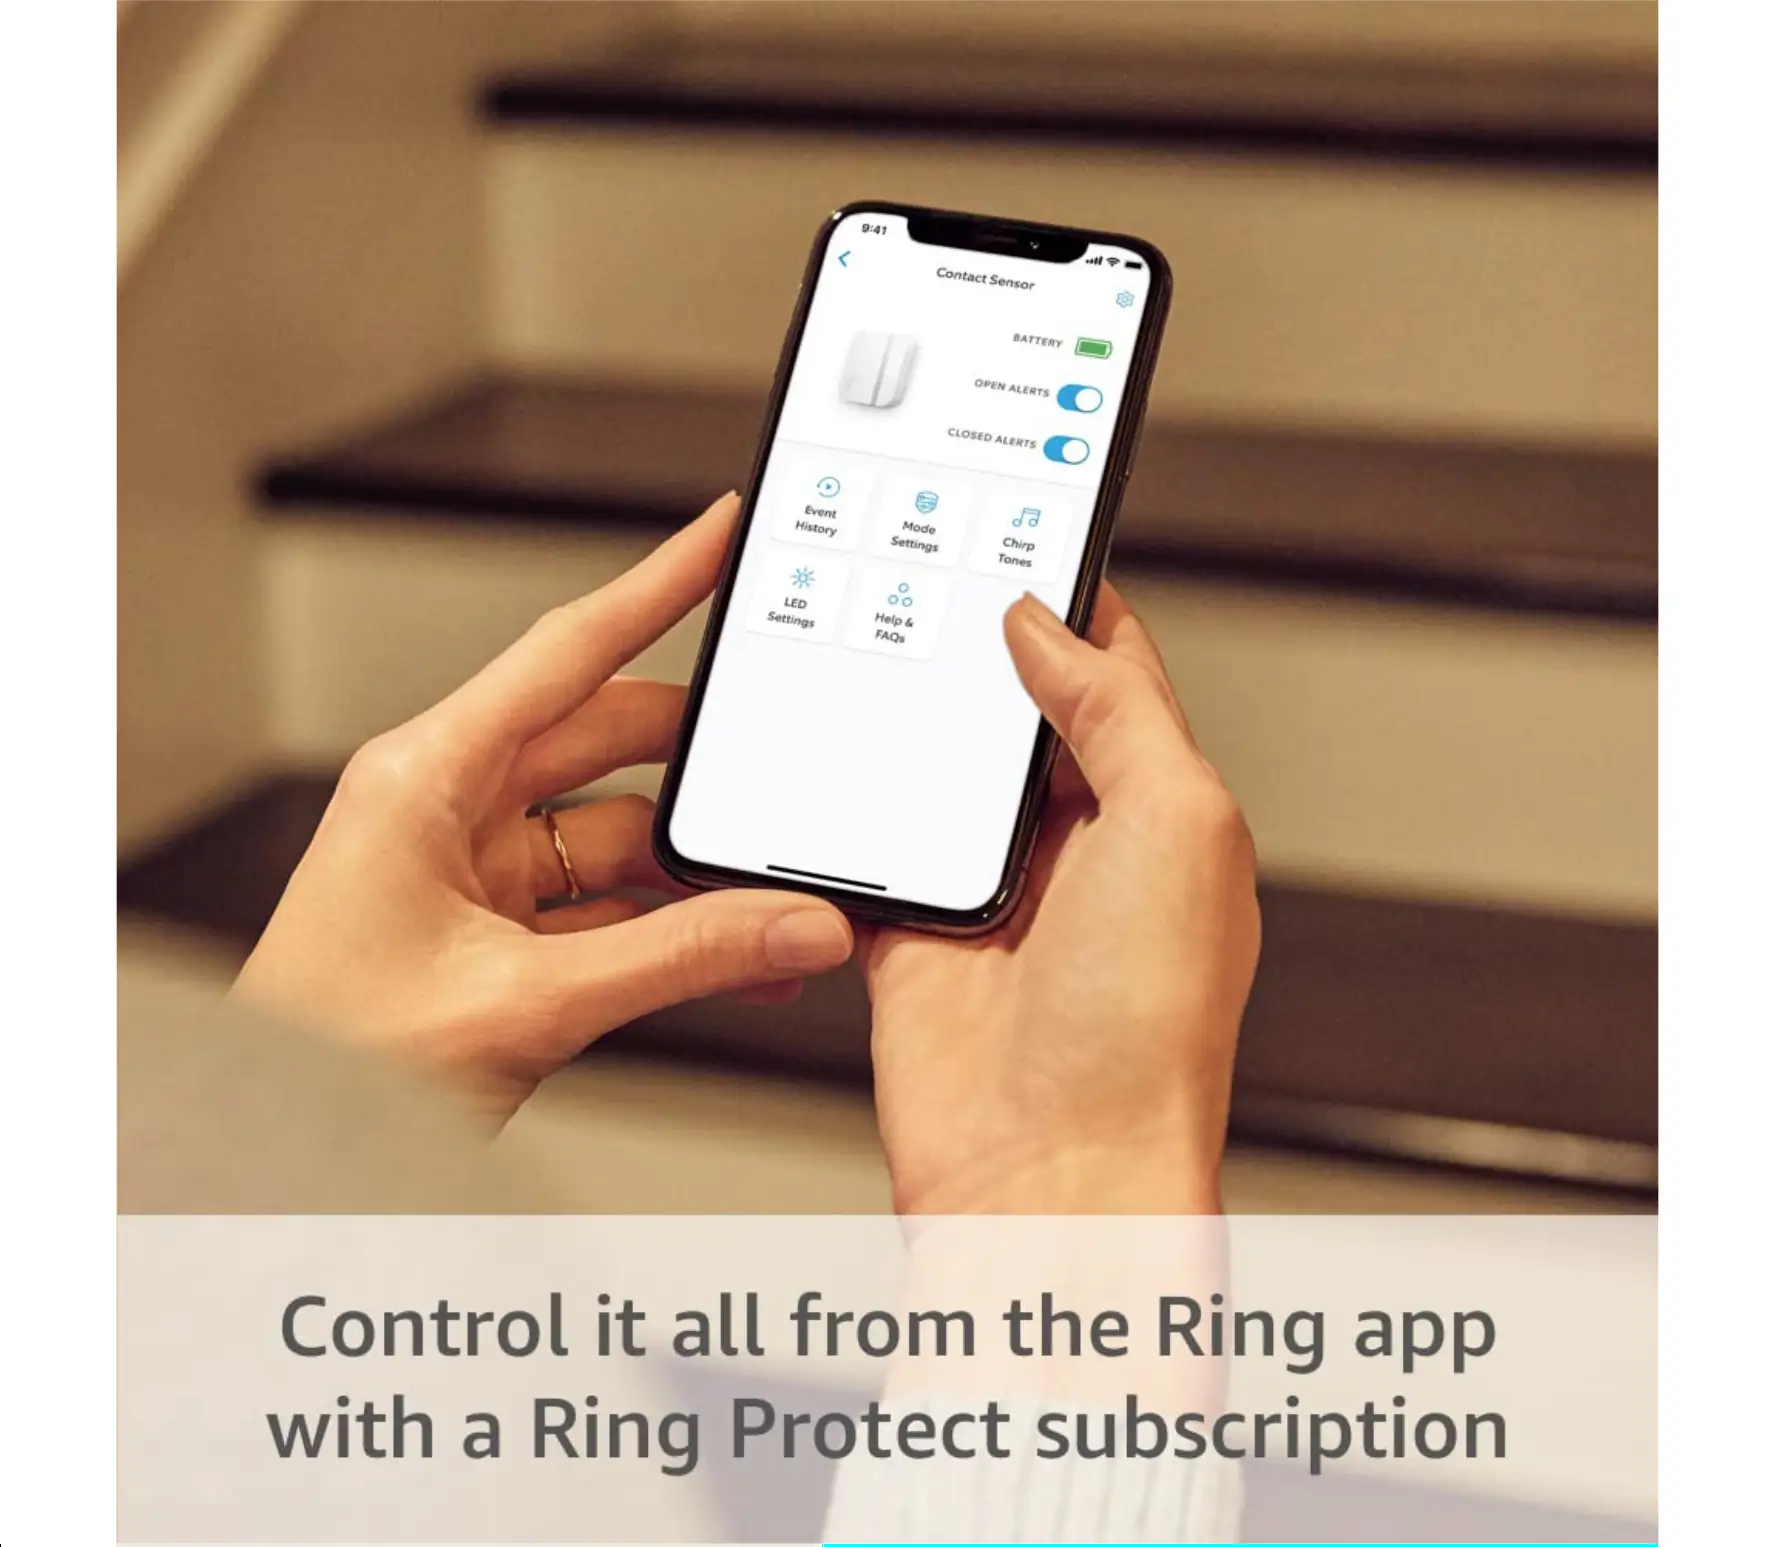 9:41
Contact Sensor
BATTERY
OPEN ALERTS
CLOSED ALERTS
Event
History
Mode
Settings
Chirp
Tones
LED
Settings
Help &
FAQs
Control it all from the Ring app
with a Ring Protect subscription